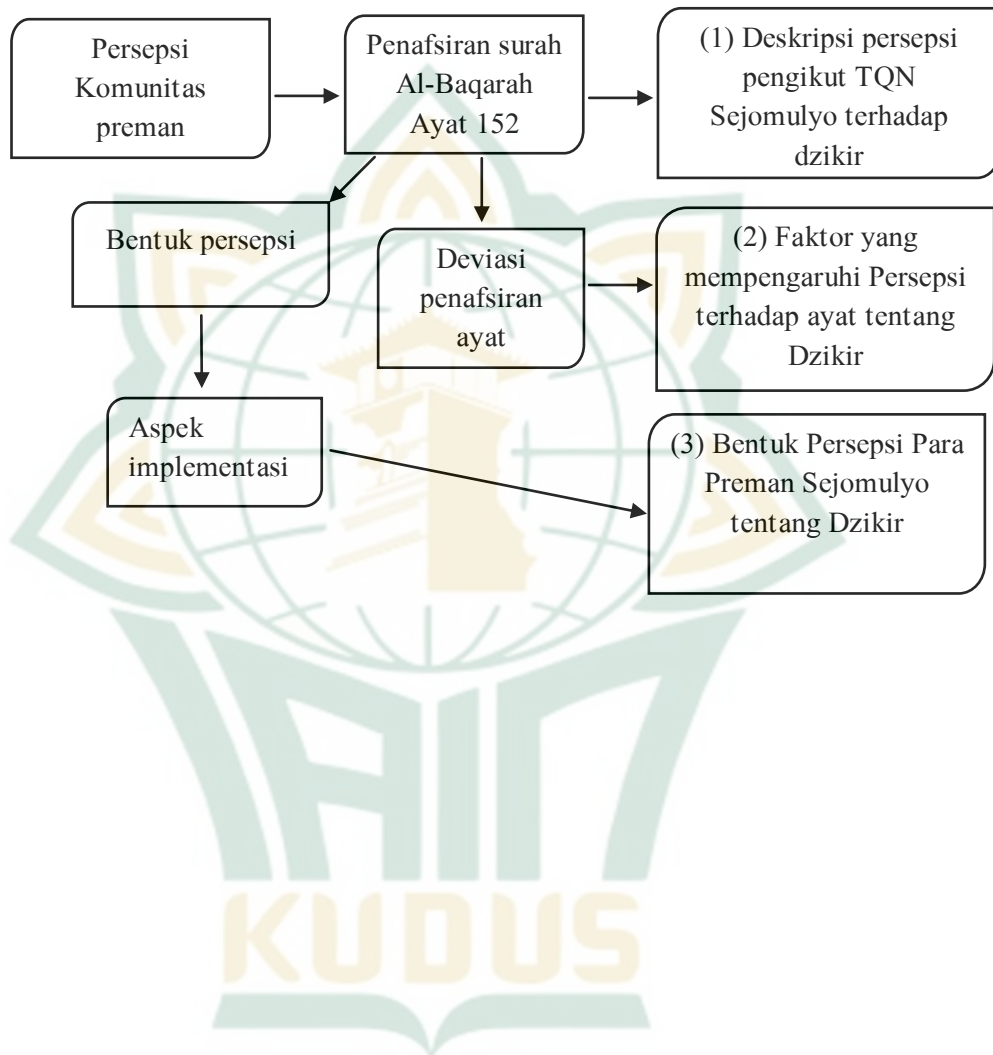 Persepsi
Komunitas
preman
Penafsiran surah
Al-Baqarah
Ayat 152
(1) Deskripsi persepsi
pengikut TQN
Sejomulyo terhadap
dzikir
Bentuk persepsi
Deviasi
penafsiran
ayat
(2) Faktor yang
mempengaruhi Persepsi
terhadap ayat tentang
Dzikir
Aspek
implementasi
(3) Bentuk Persepsi Para
Preman Sejomulyo
tentang Dzikir
IAIN
KUDUS